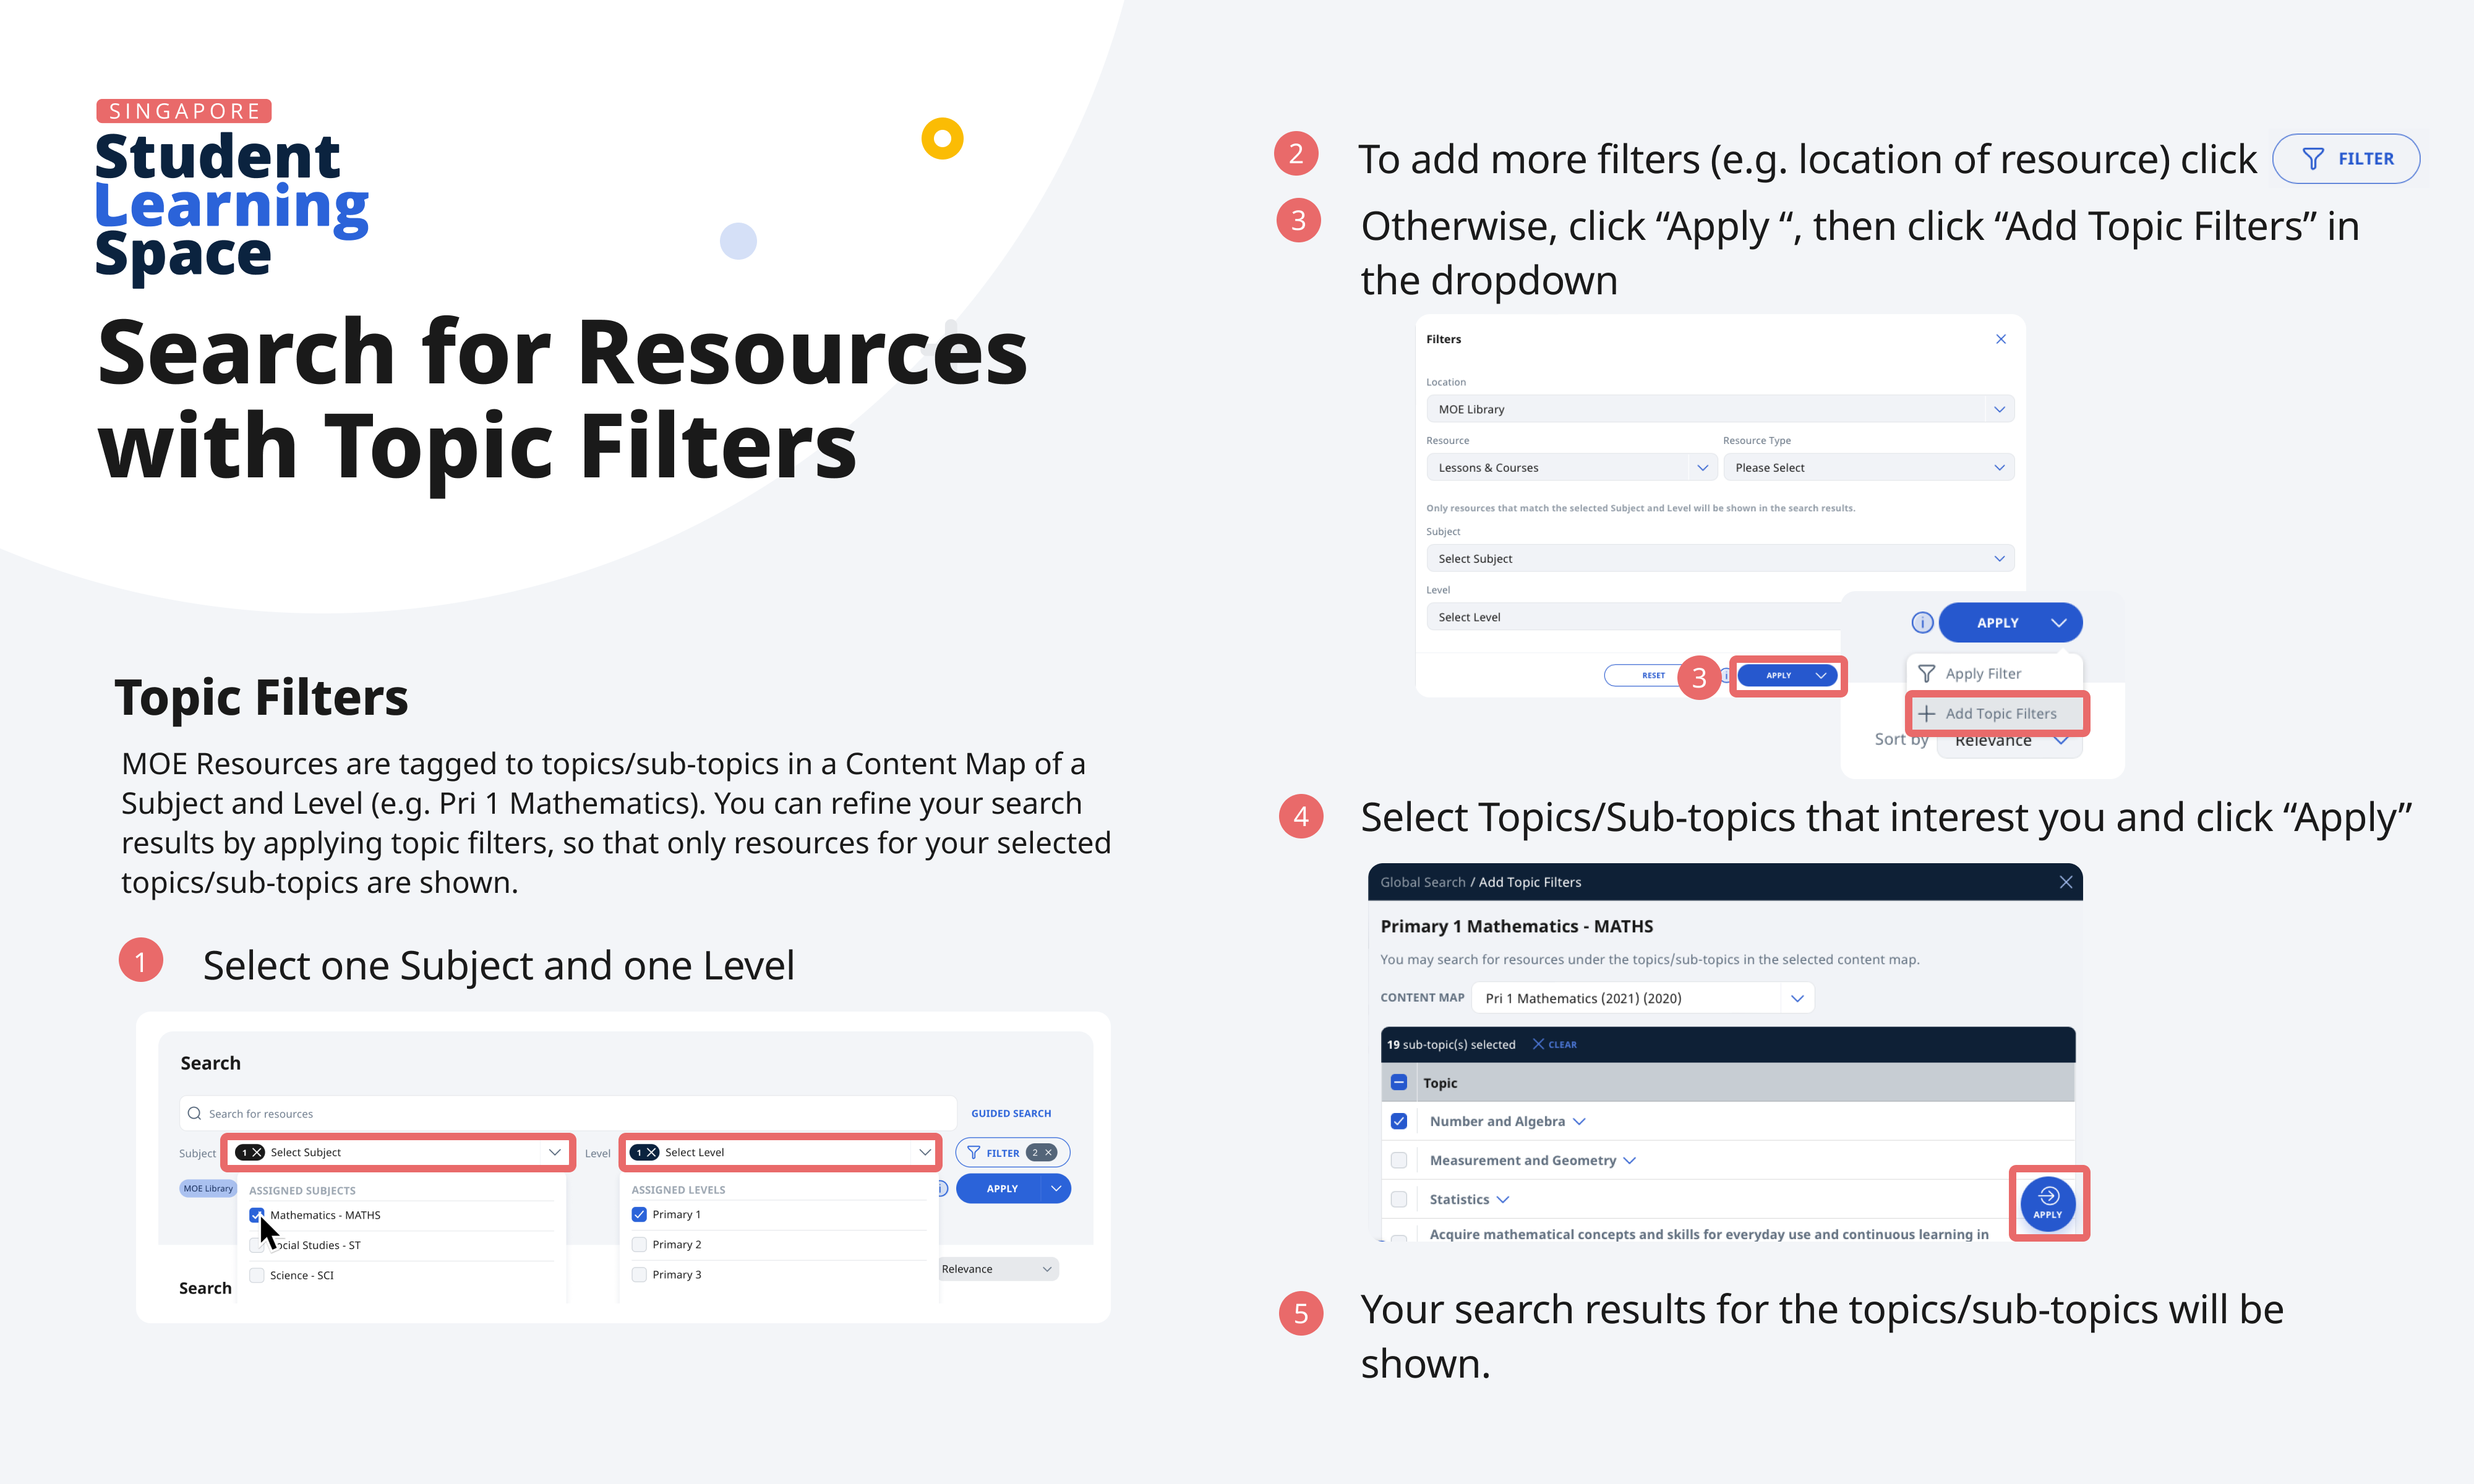 SINGAPORE
Student
Learning
Space
Search for Resources
with Topic Filters
Topic Filters
MOE Resources are tagged to topics/sub-topics in a Content Map of a
Subject and Level (e.g. Pri 1 Mathematics). You can refine your search
results by applying topic filters, so that only resources for your selected
topics/sub-topics are shown.
1 Select one Subject and one Level
Search
Search for resources GUIDED SEARCH
Subject 1 Select Subject Level 1 Select Level FILTER 2
MOE Library ASSIGNED SUBJECTS ASSIGNED LEVELS APPLY
Mathematics - MATHS Primary 1
Studies - ST Primary 2
Science - SCI Primary 3
Relevance
Search
2 To add more filters (e.g. location of resource) click FILTER
3 Otherwise, click “Apply “, then click “Add Topic Filters” in
the dropdown
Filters
Location
MOE Library
Resource Resource Type
Lessons & Courses Please Select
Only resources that match the selected Subject and Level will be shown in the search results.
Subject
Select Subject
Level
Select Level
RESET 3 APPLY
APPLY
Apply Filter
Add Topic Filters
Sort by Relevance
4 Select Topics/Sub-topics that interest you and click “Apply”
Global Search / Add Topic Filters
Primary 1 Mathematics - MATHS
You may search for resources under the topics/sub-topics in the selected content map.
CONTENT MAP Pri 1 Mathematics (2021) (2020)
19 sub-topic(s) selected CLEAR
Topic
Number and Algebra
Measurement and Geometry
Statistics
APPLY
Acquire mathematical concepts and skills for everyday use and continuous learning in
5 Your search results for the topics/sub-topics will be
shown.